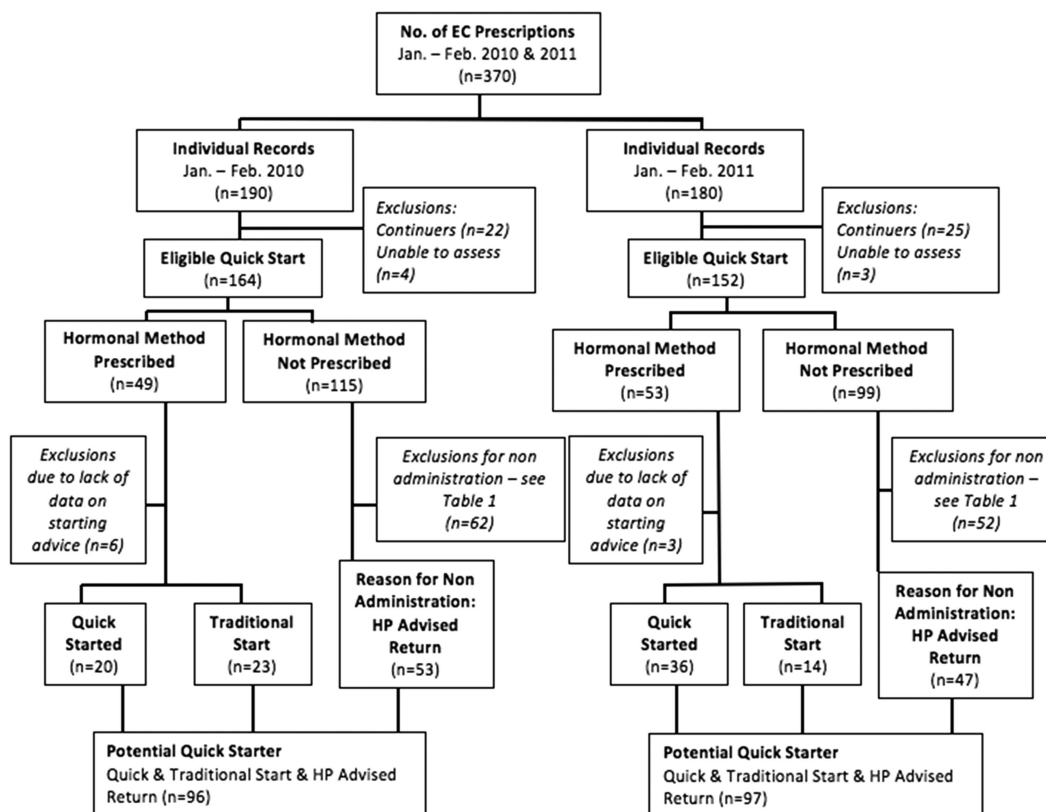 No. of EC Prescriptions
Jan. – Feb. 2010 & 2011
(n=370)
Individual Records
Jan. – Feb. 2010
(n=190)
Individual Records
Jan. – Feb. 2011
(n=180)
Exclusions:
Continuers (n=22)
Unable to assess
(n=4)
Exclusions:
Continuers (n=25)
Unable to assess
(n=3)
Eligible Quick Start
(n=164)
Eligible Quick Start
(n=152)
Hormonal Method
Prescribed
(n=49)
Hormonal Method
Not Prescribed
(n=115)
Hormonal Method
Prescribed
(n=53)
Hormonal Method
Not Prescribed
(n=99)
Exclusions
due to lack of
data on
starting
advice (n=6)
Exclusions for non
administration – see
Table 1
(n=62)
Exclusions
due to lack of
data on
starting
advice (n=3)
Exclusions for non
administration –
see Table 1
(n=52)
Quick
Started
(n=20)
Traditional
Start
(n=23)
Reason for Non
Administration:
HP Advised
Return
(n=53)
Quick
Started
(n=36)
Traditional
Start
(n=14)
Reason for Non
Administration:
HP Advised
Return
(n=47)
Potential Quick Starter
Quick & Traditional Start & HP Advised
Return (n=96)
Potential Quick Starter
Quick & Traditional Start & HP Advised
Return (n=97)